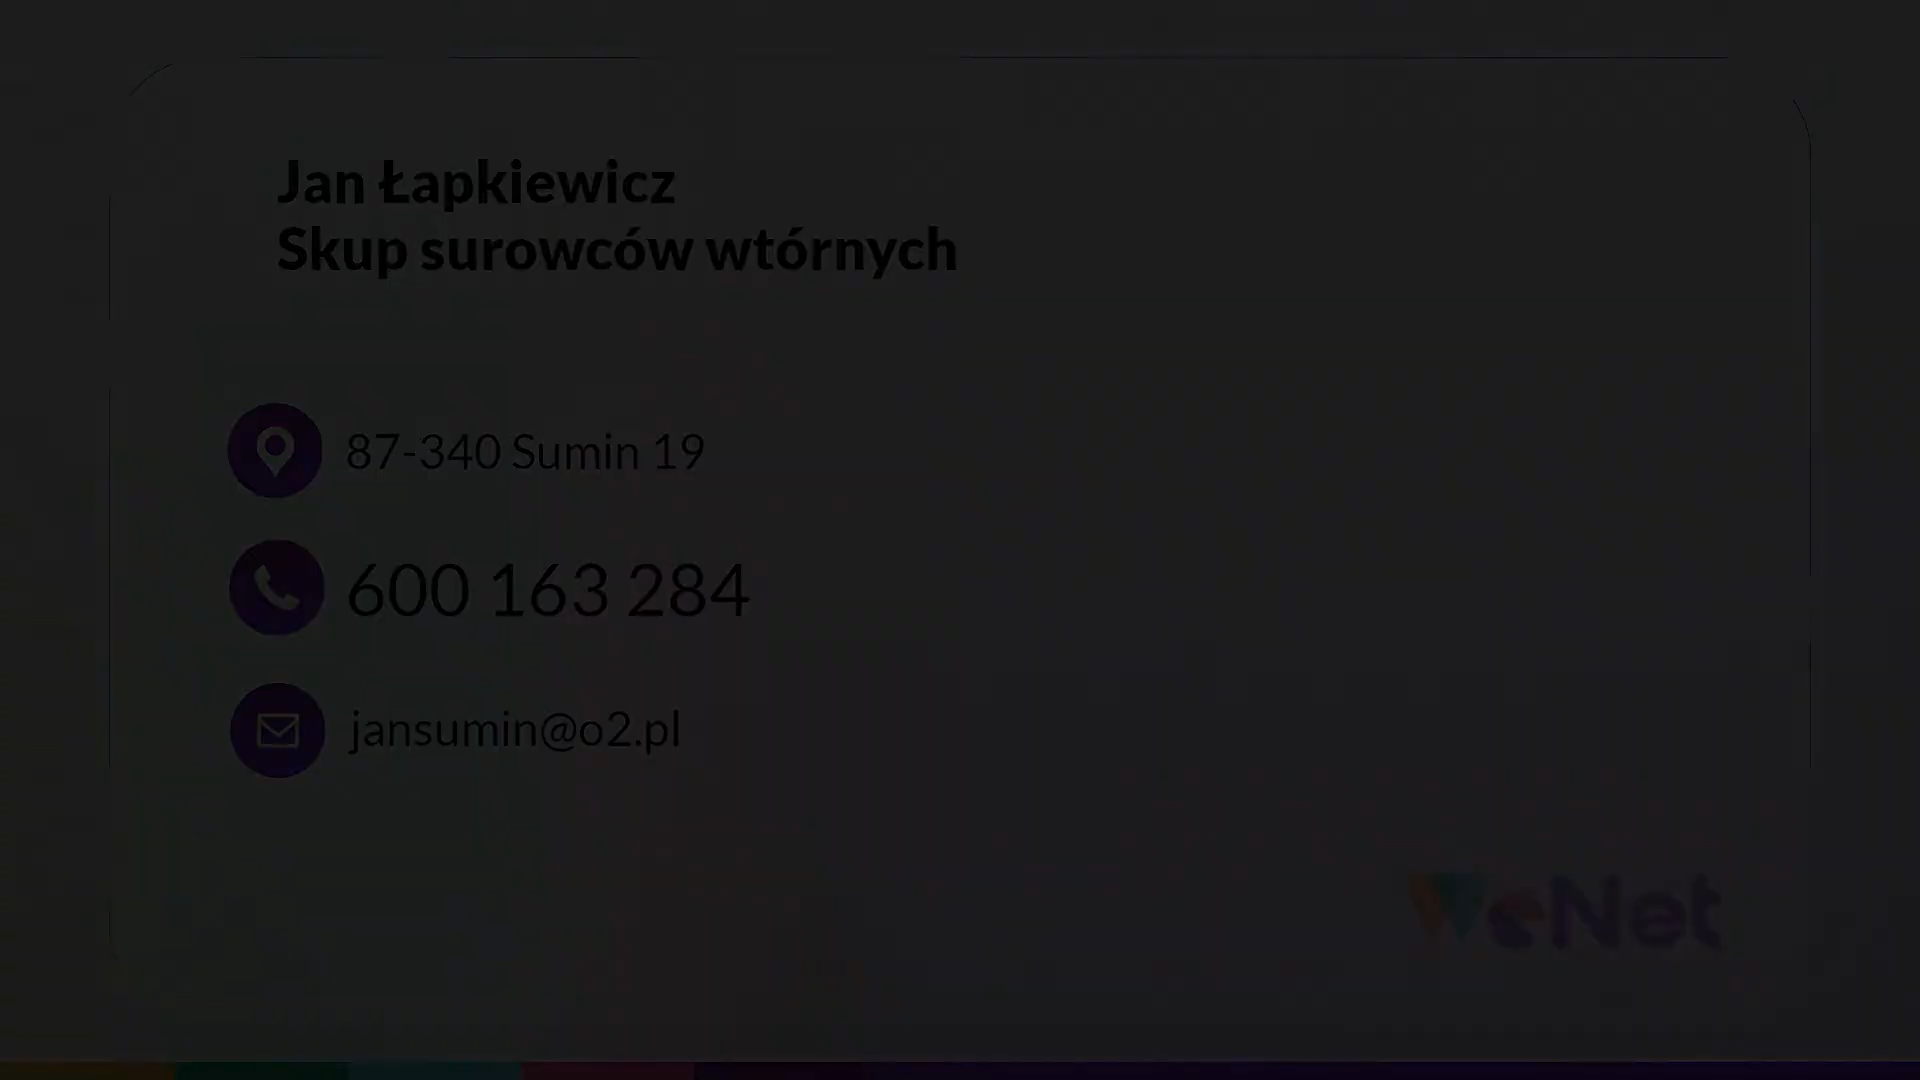 Jan Łapkiewicz
Skup surowców wtórnych
87-340 Sumin 19
600 163 284
jansumin@o2.pl
WeNet